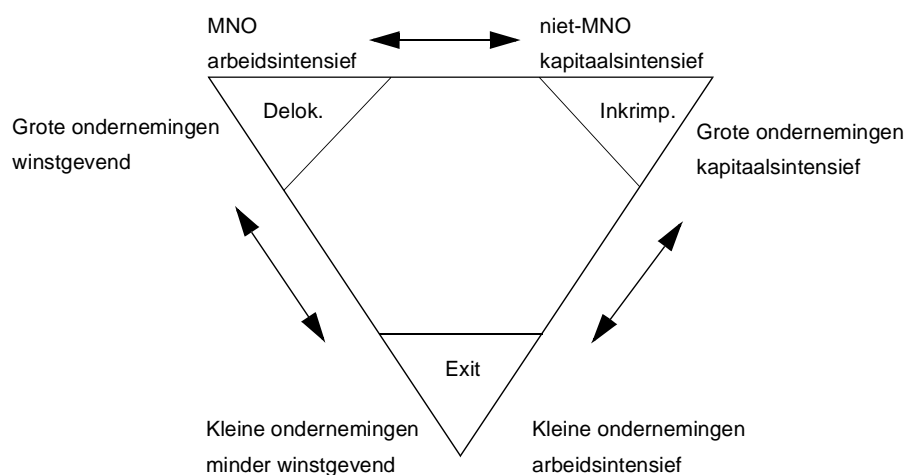 MNO
arbeidsintensief
niet-MNO
kapitaalsintensief
Delok.
Inkrimp.
Grote ondernemingen
winstgevend
Grote ondernemingen
kapitaalsintensief
Exit
Kleine ondernemingen
minder winstgevend
Kleine ondernemingen
arbeidsintensief